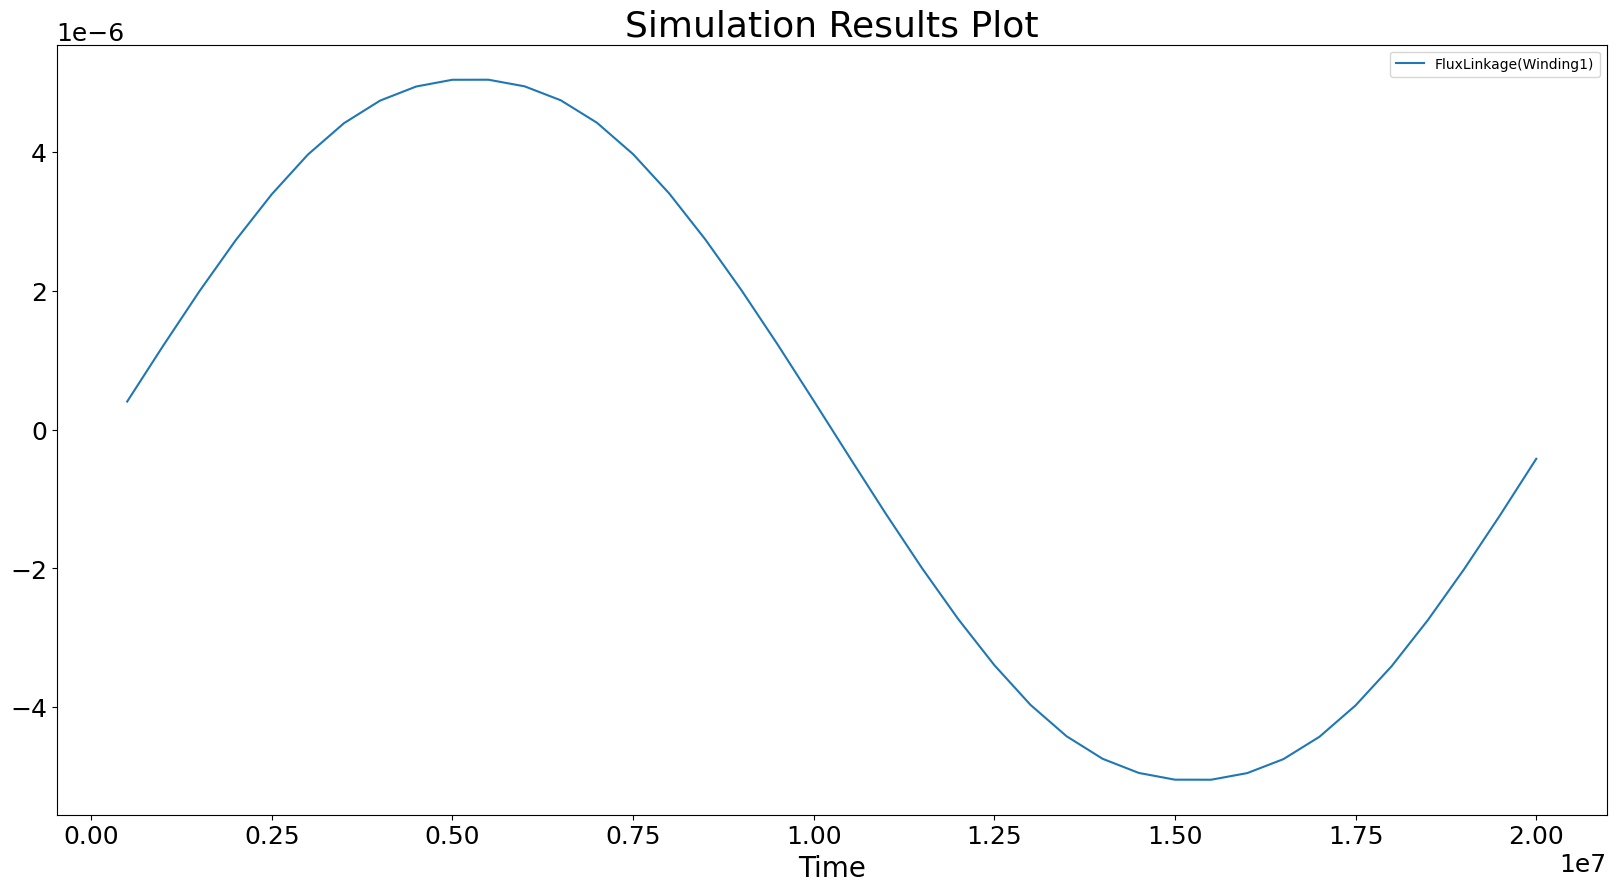 Simulation Results Plot
1e−6
FluxLinkage(Winding1)
4
2
0
−2
−4
0.00 0.25 0.50 0.75 1.00 1.25 1.50 1.75 2.00
Time
1e7